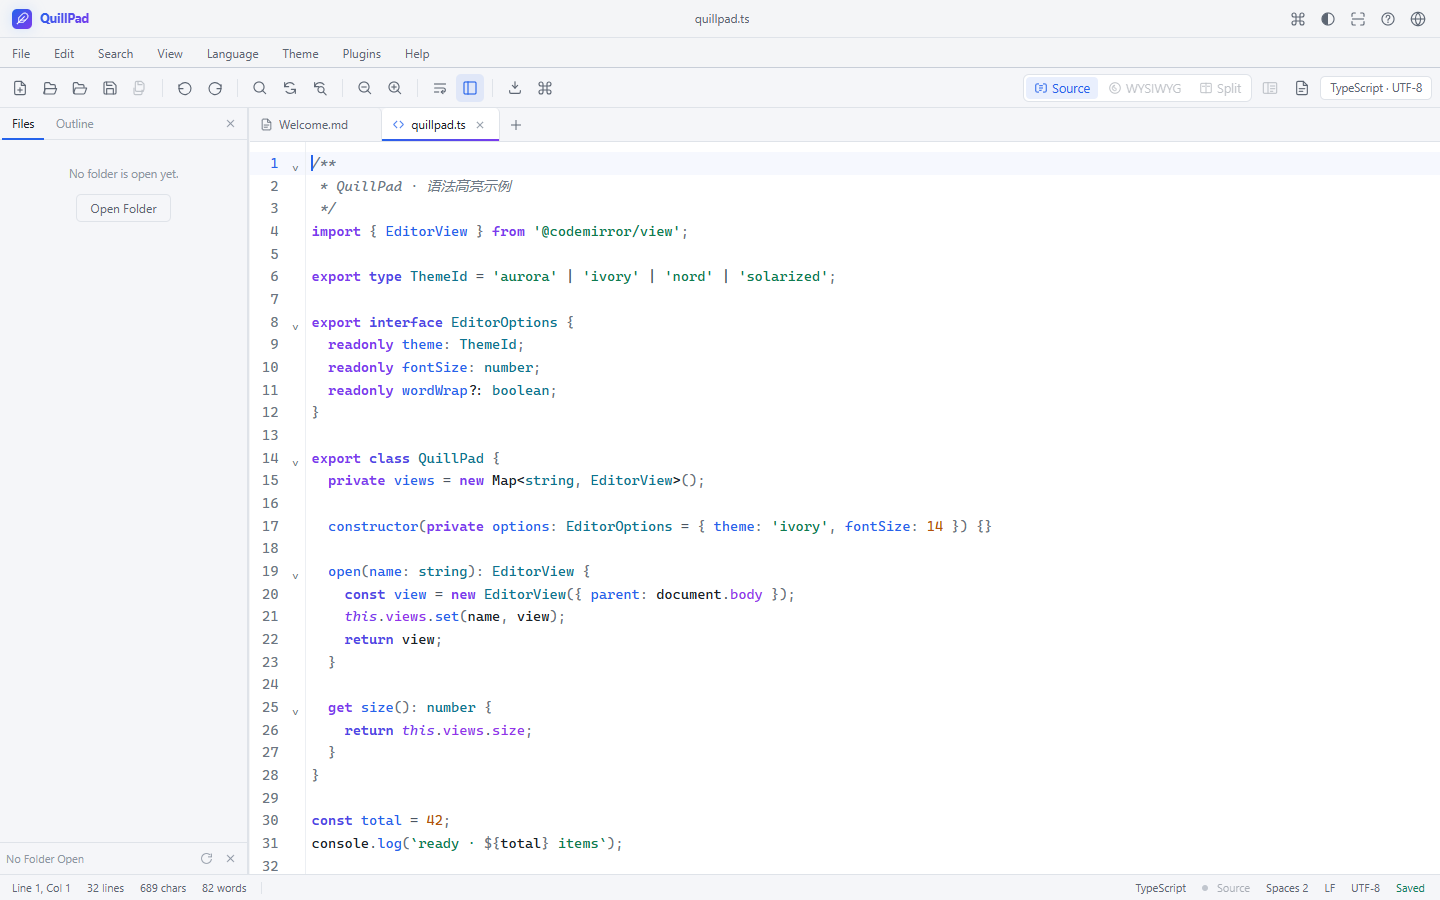 QuillPad
quillpad.ts
File Edit Search View Language Theme Plugins Help
Source WYSIWYG Split TypeScript · UTF-8
Files Outline
Welcome.md quillpad.ts
No folder is open yet.
Open Folder
1 /**
2  * QuillPad · 语法高亮示例
3  */
4 import { EditorView } from '@codemirror/view';
5
6 export type ThemeId = 'aurora' | 'ivory' | 'nord' | 'solarized';
7
8 export interface EditorOptions {
9   readonly theme: ThemeId;
10   readonly fontSize: number;
11   readonly wordWrap?: boolean;
12 }
13
14 export class QuillPad {
15   private views = new Map<string, EditorView>();
16
17   constructor(private options: EditorOptions = { theme: 'ivory', fontSize: 14 }) {}
18
19   open(name: string): EditorView {
20     const view = new EditorView({ parent: document.body });
21     this.views.set(name, view);
22     return view;
23   }
24
25   get size(): number {
26     return this.views.size;
27   }
28 }
29
30 const total = 42;
31 console.log(`ready · ${total} items`);
32
No Folder Open
Line 1, Col 1 32 lines 689 chars 82 words
TypeScript Source Spaces 2 LF UTF-8 Saved